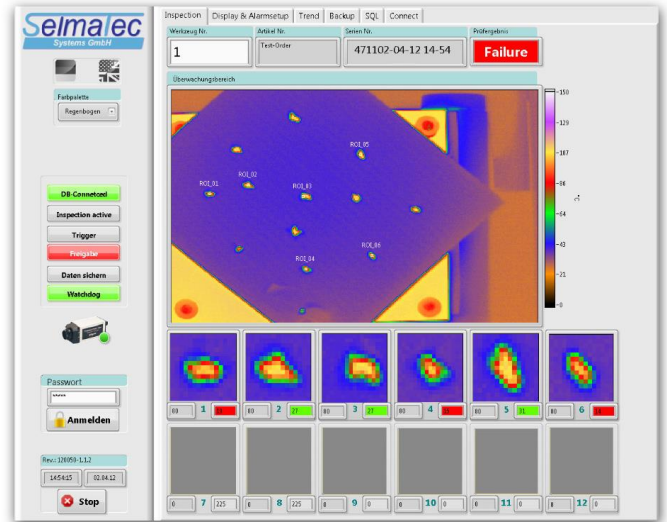 Selmatec
Systems GmbH
Farbpalette
Regenbogen
DB-Connetced
Inspection active
Trigger
Freigabe
Daten sichern
Watchdog
Passwort
*****
Anmelden
Rev.: 120050-1.1.2
14:54:15 02.04.12
Stop
Inspection Display & Alarmsetup Trend Backup SQL Connect
Werkzeug Nr. Artikel Nr. Serien Nr. Prüfergebnis
1 Test-Order 471102-04-12 14-54 Failure
Überwachungsbereich
ROI_05
ROI_02
ROI_01
ROI_03
ROI_06
ROI_04
-150
-129
-107
-86
-64
-43
-21
-0
80 1 80 2 27 80 3 27 80 4 80 5 31 80 6
0 7 225 0 8 225 0 9 0 0 10 0 0 11 0 0 12 0